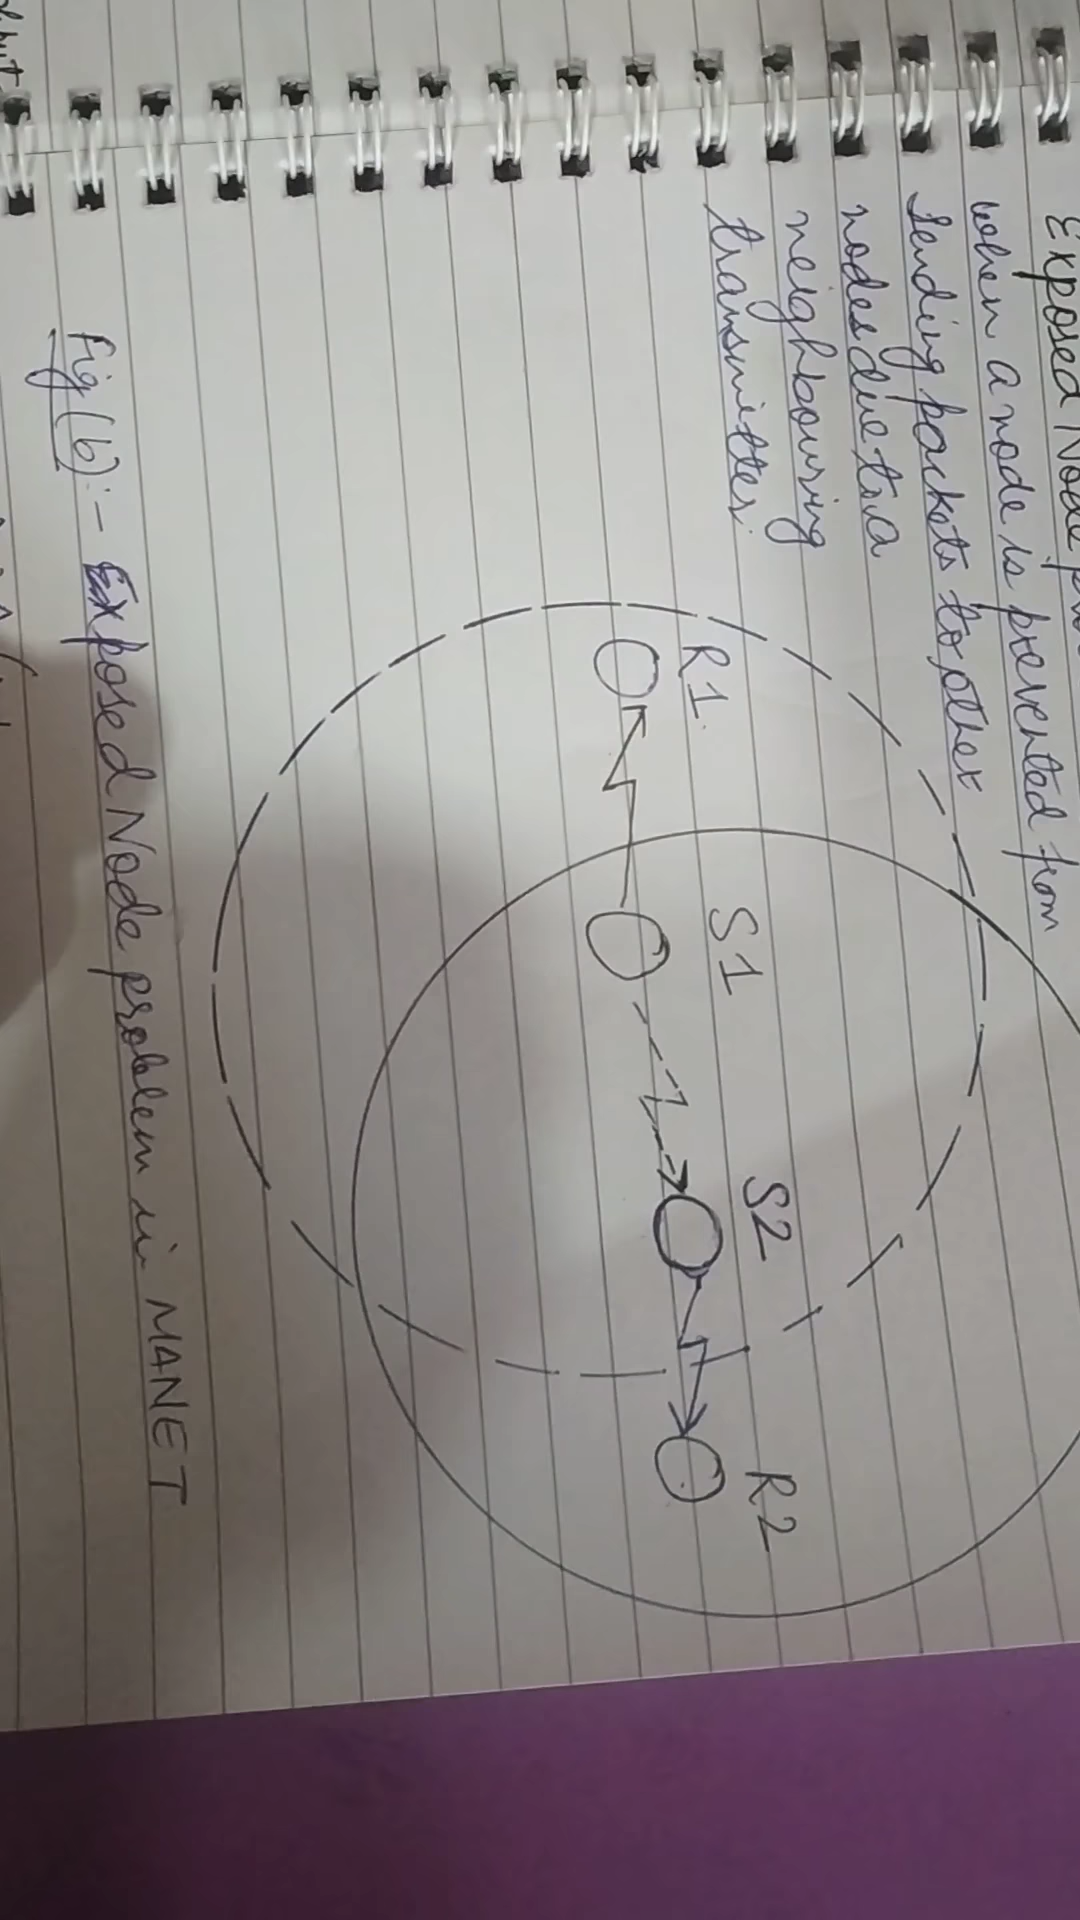 Exposed Node
when a node is prevented from
sending packets to other
nodes due to a
neighbouring
transmitter.
R1
S1
S2
R2
Fig (b):- Exposed Node problem in MANET